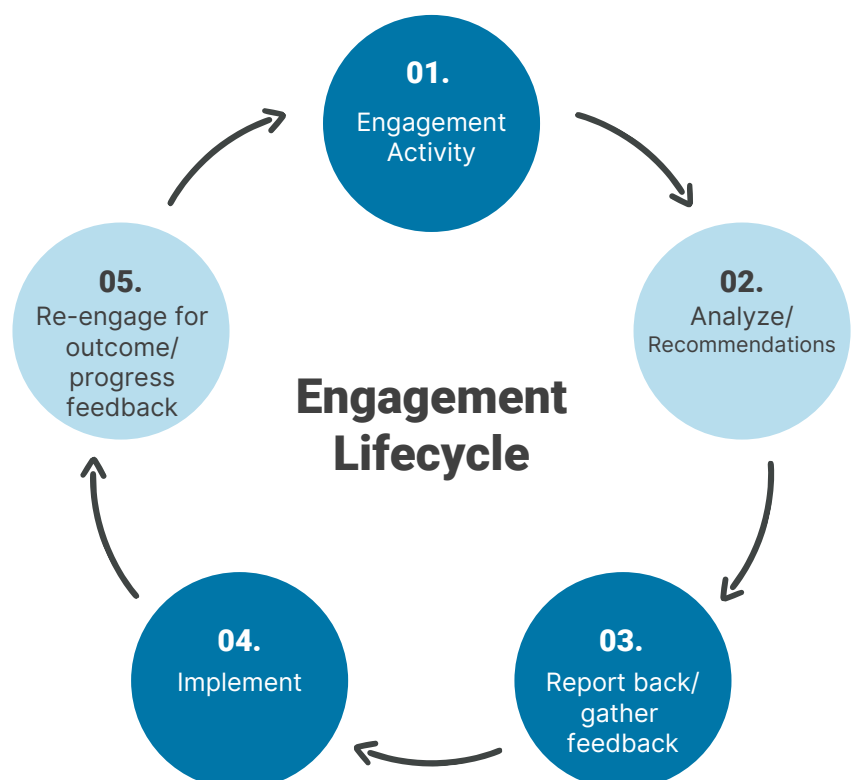 01.
Engagement
Activity
02.
Analyze/
Recommendations
03.
Report back/
gather
feedback
04.
Implement
05.
Re-engage for
outcome/
progress
feedback
Engagement
Lifecycle